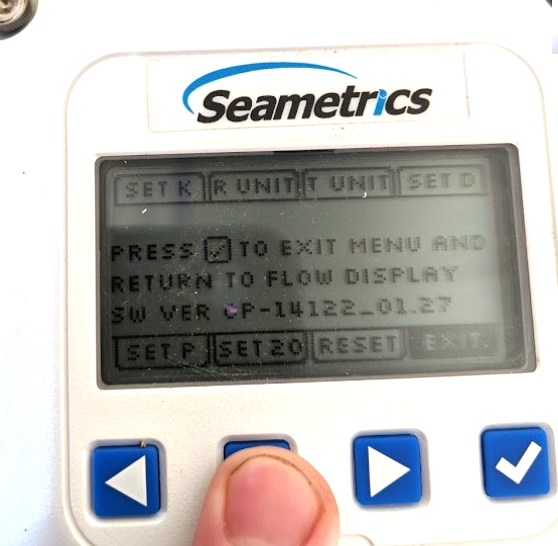 Seametrics
SET K R UNIT T UNIT SET D
PRESS ✓ TO EXIT MENU AND
RETURN TO FLOW DISPLAY
SW VER CP-14122_01.27
SET P SET 20 RESET EXIT